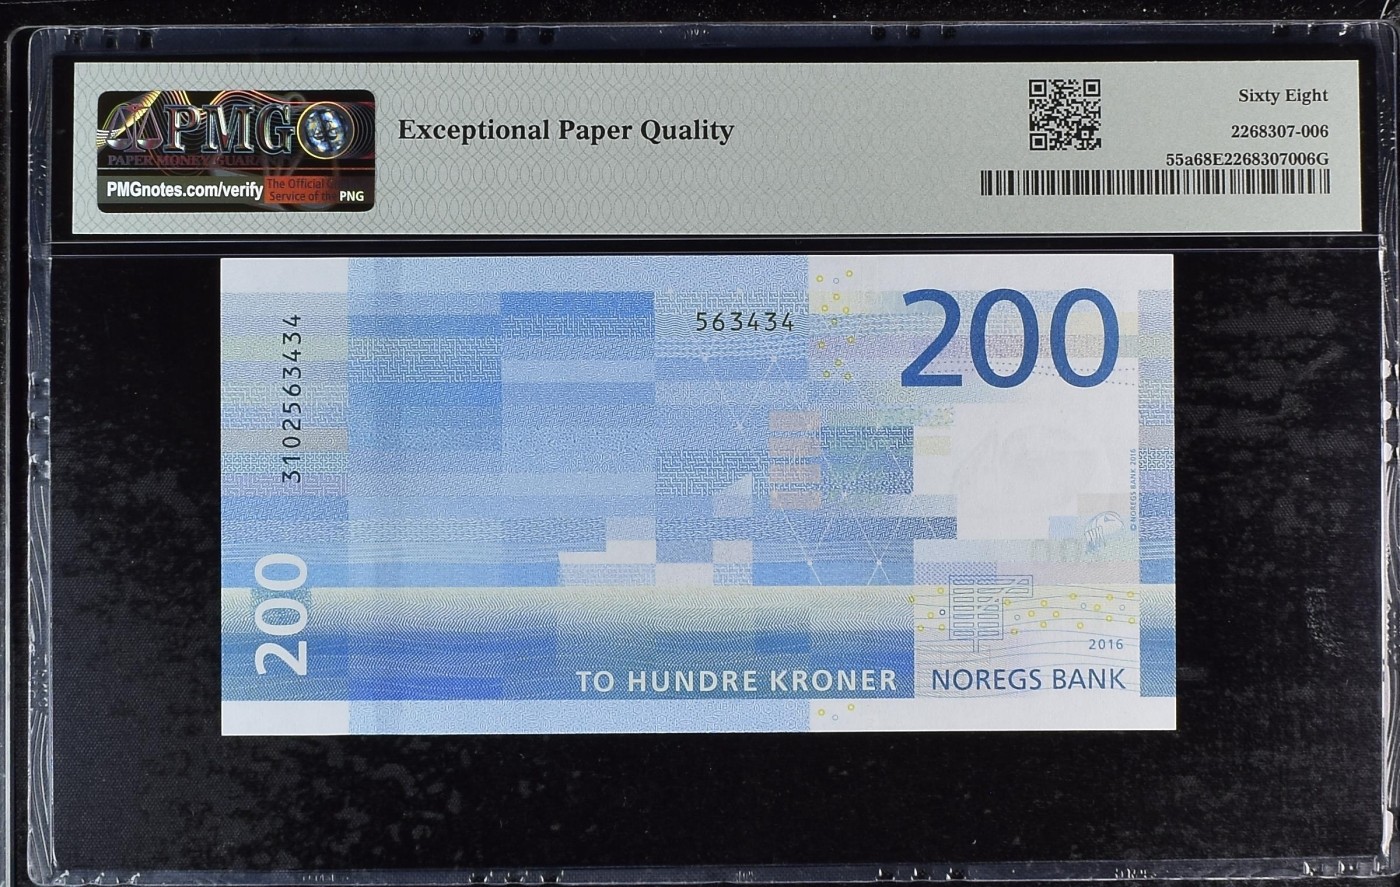 PMG
PAPER MONEY GUARA
PMGnotes.com/verify
The Official G
Service of the PNG
Exceptional Paper Quality
Sixty Eight
2268307-006
55a68E2268307006G
563434
200
3102563434
© NOREGS BANK 2016
200
2016
TO HUNDRE KRONER
NOREGS BANK